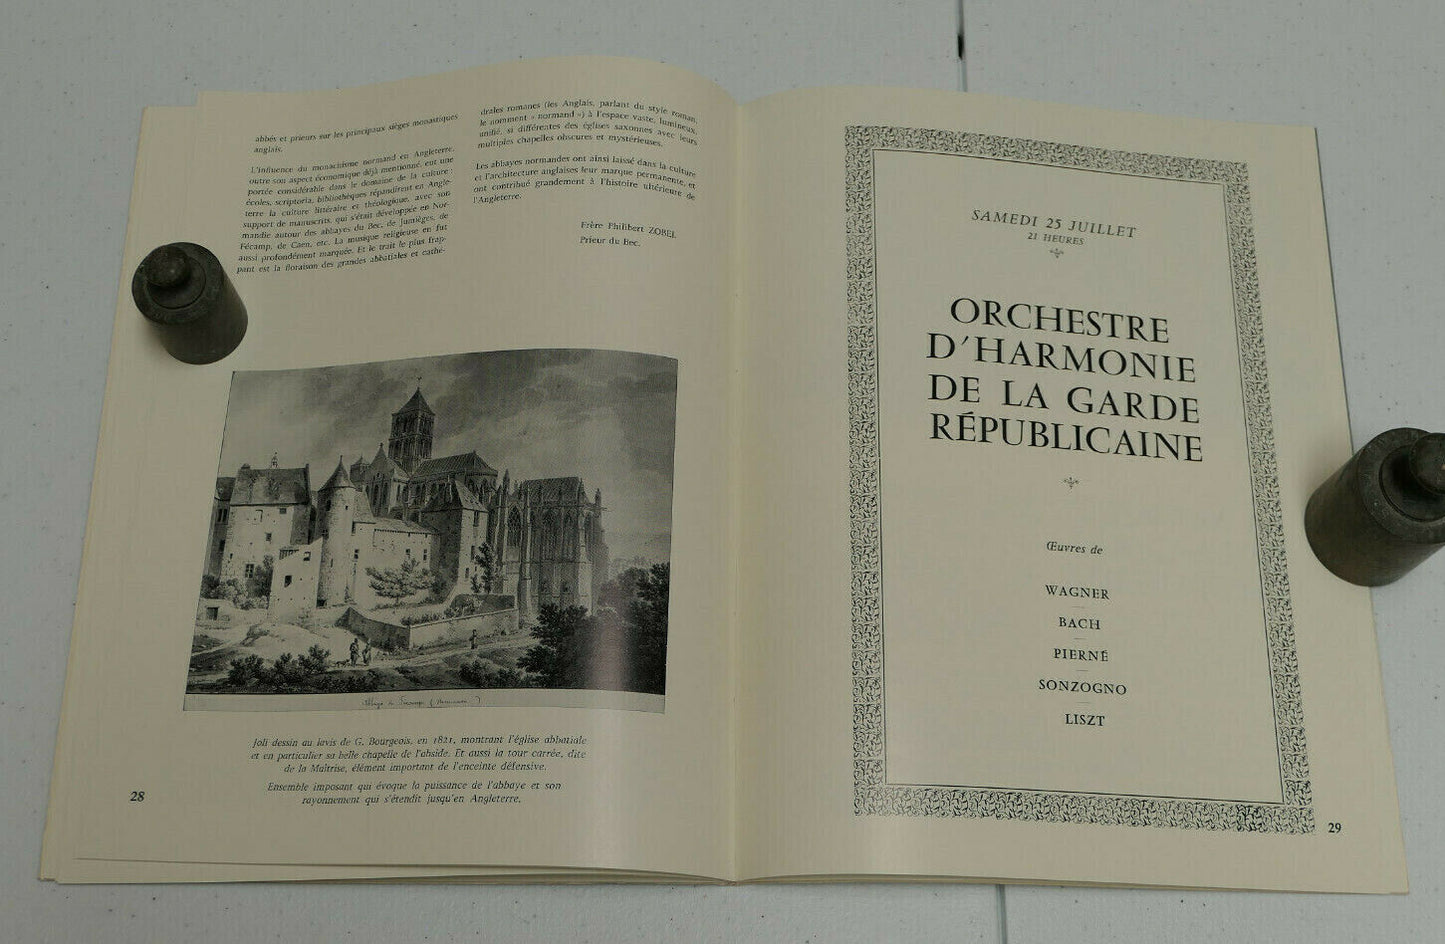 abbés et prieurs sur les principaux sièges monastiques
anglais.
L'influence du monachisme normand en Angleterre,
outre son aspect économique déjà mentionné, eut une
portée considérable dans le domaine de la culture :
écoles, scriptoria, bibliothèques répandirent en Angle-
terre la culture littéraire et théologique, avec son
support de manuscrits, qui s'était développée en Nor-
mandie autour des abbayes du Bec, de Jumièges, de
Fécamp, de Caen, etc. La musique religieuse en fut
aussi profondément marquée. Et le trait le plus frap-
pant est la floraison des grandes abbatiales et cathé-
drales romanes (les Anglais, parlant du style roman,
le nomment « normand ») à l'espace vaste, lumineux,
unifié, si différentes des églises saxonnes avec leurs
multiples chapelles obscures et mystérieuses.
Les abbayes normandes ont ainsi laissé dans la culture
et l'architecture anglaises leur marque permanente, et
ont contribué grandement à l'histoire ultérieure de
l'Angleterre.
Frère Philibert ZOBEL
Prieur du Bec.
Abbaye de Fécamp (Normandie)
Joli dessin au lavis de G. Bourgeois, en 1821, montrant l'église abbatiale
et en particulier sa belle chapelle de l'abside. Et aussi la tour carrée, dite
de la Maîtrise, élément important de l'enceinte défensive.
Ensemble imposant qui évoque la puissance de l'abbaye et son
rayonnement qui s'étendit jusqu'en Angleterre.
28
SAMEDI 25 JUILLET
21 HEURES
ORCHESTRE
D'HARMONIE
DE LA GARDE
RÉPUBLICAINE
Œuvres de
WAGNER
BACH
PIERNÉ
SONZOGNO
LISZT
29